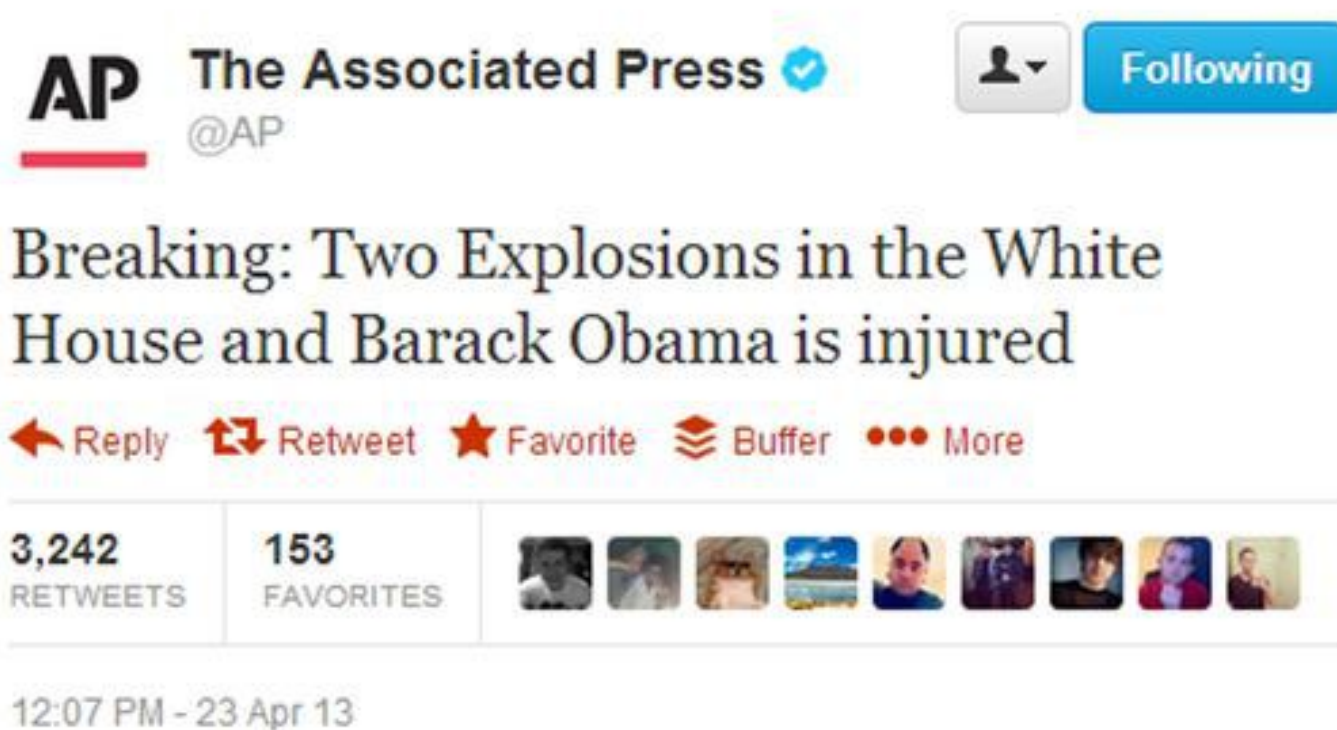 AP
The Associated Press
Following
@AP
Breaking: Two Explosions in the White
House and Barack Obama is injured
Reply Retweet Favorite Buffer More
3,242 153
RETWEETS FAVORITES
12:07 PM - 23 Apr 13